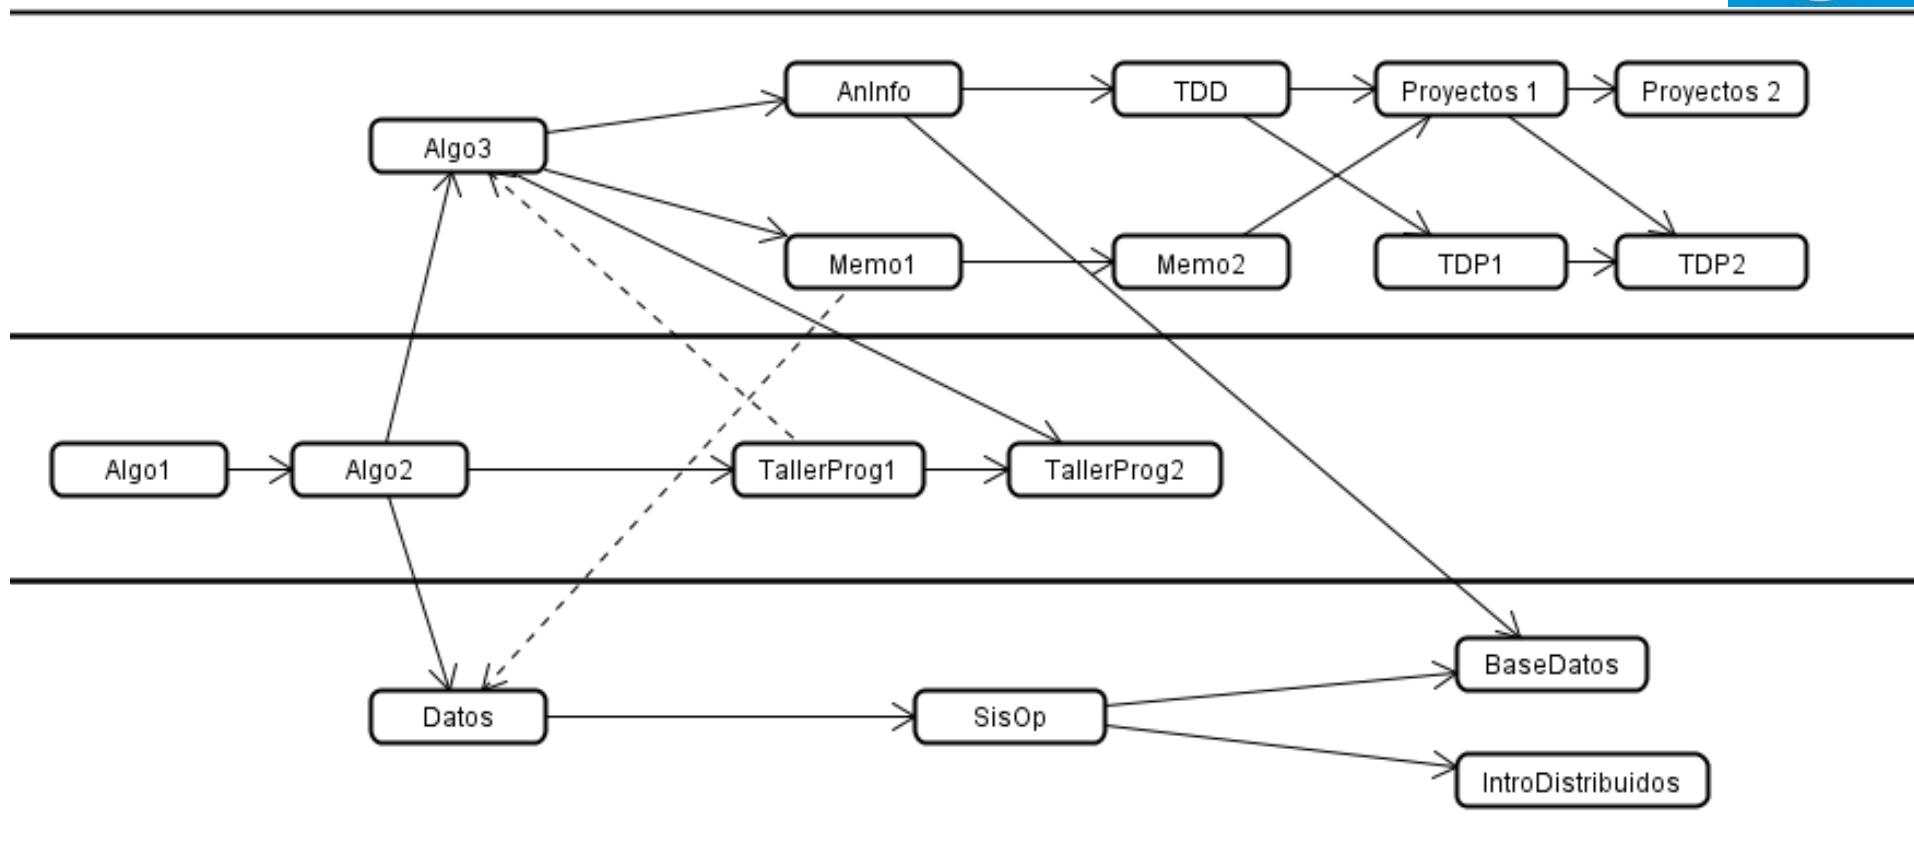 AnInfo
TDD
Proyectos 1
Proyectos 2
Algo3
Memo1
Memo2
TDP1
TDP2
Algo1
Algo2
TallerProg1
TallerProg2
BaseDatos
Datos
SisOp
IntroDistribuidos